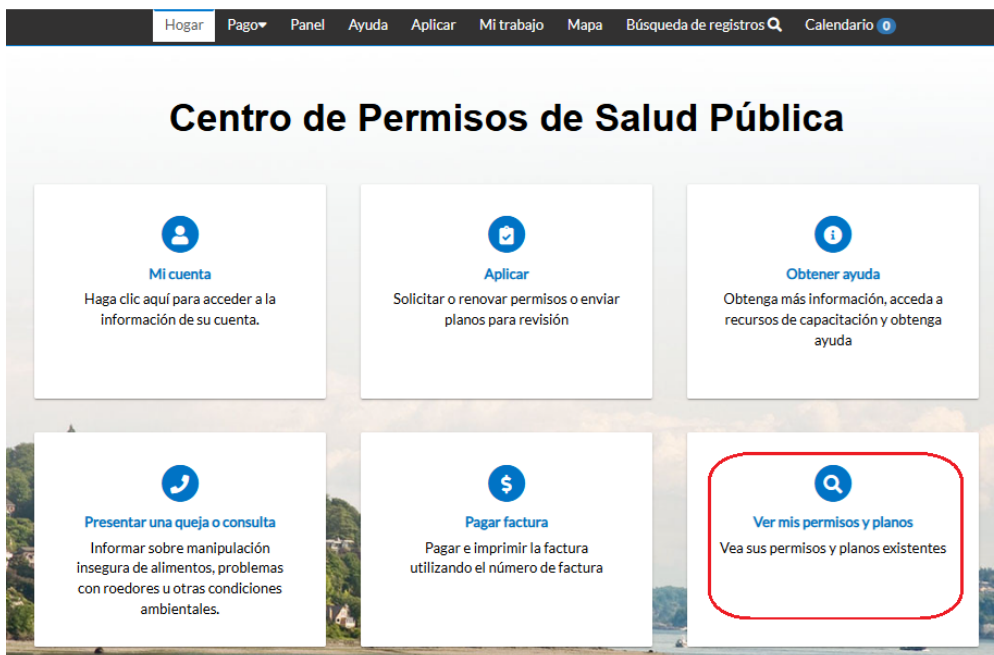 Hogar Pago Panel Ayuda Aplicar Mi trabajo Mapa Búsqueda de registros Calendario 0
Centro de Permisos de Salud Pública
Mi cuenta
Haga clic aquí para acceder a la
información de su cuenta.
Aplicar
Solicitar o renovar permisos o enviar
planos para revisión
Obtener ayuda
Obtenga más información, acceda a
recursos de capacitación y obtenga
ayuda
Presentar una queja o consulta
Informar sobre manipulación
insegura de alimentos, problemas
con roedores u otras condiciones
ambientales.
Pagar factura
Pagar e imprimir la factura
utilizando el número de factura
Ver mis permisos y planos
Vea sus permisos y planos existentes